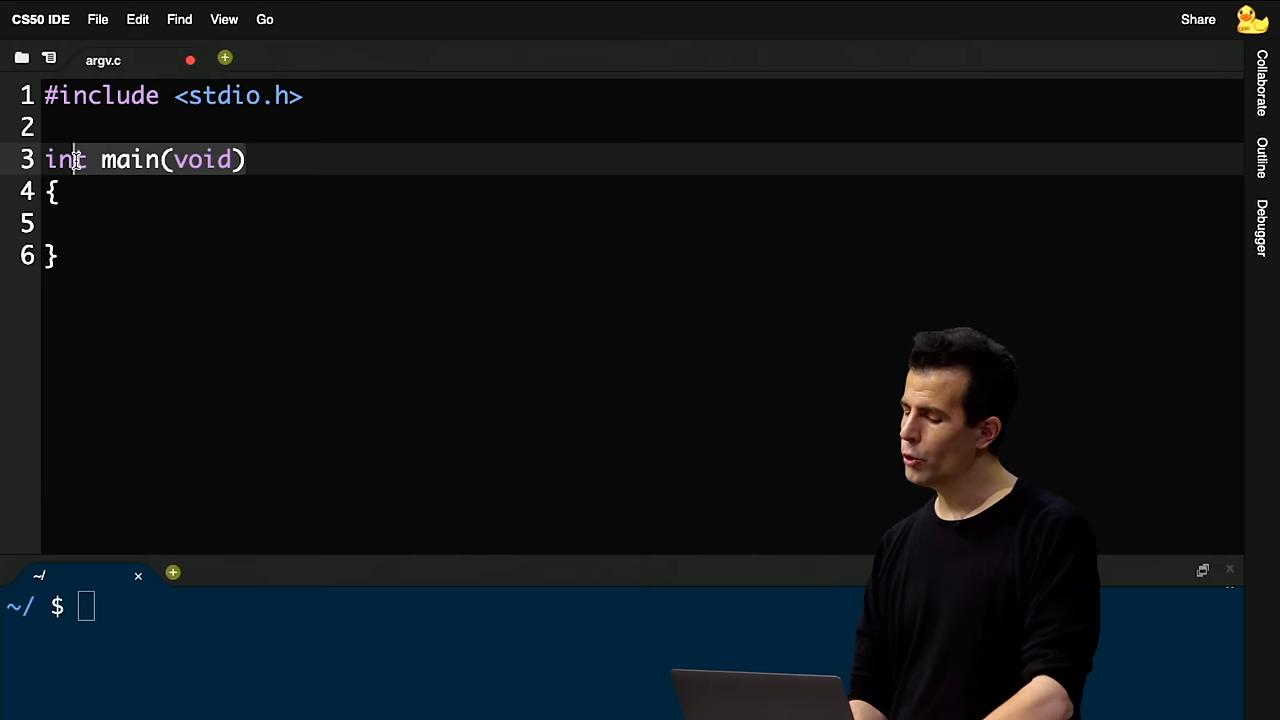 CS50 IDE File Edit Find View Go Share
argv.c
1 #include <stdio.h>
2
3 int main(void)
4 {
5
6 }
~/
~/ $
Collaborate
Outline
Debugger